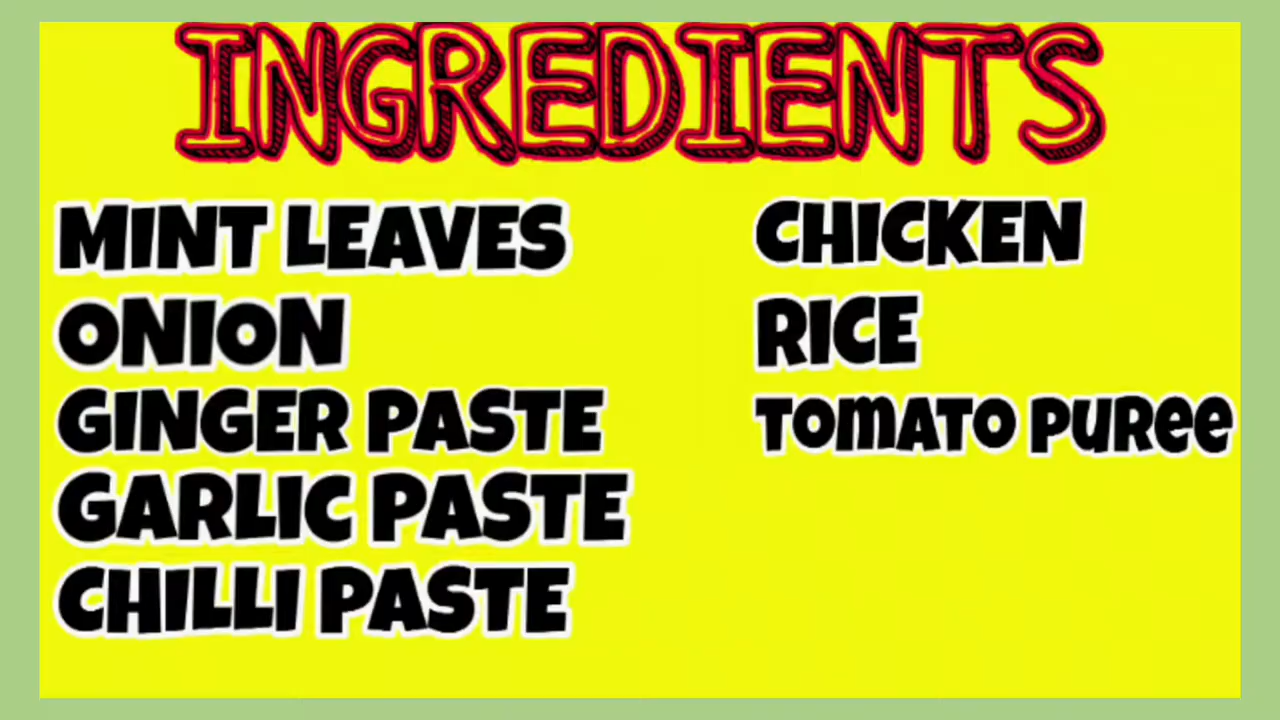 INGREDIENTS
MINT LEAVES
ONION
GINGER PASTE
GARLIC PASTE
CHILLI PASTE
CHICKEN
RICE
TOMATO PUREE